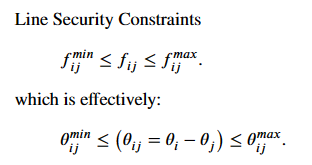 Line Security Constraints
f_{ij}^{min} ≤ f_{ij} ≤ f_{ij}^{max}.
which is effectively:
θ_{ij}^{min} ≤ (θ_{ij} = θ_i − θ_j) ≤ θ_{ij}^{max}.